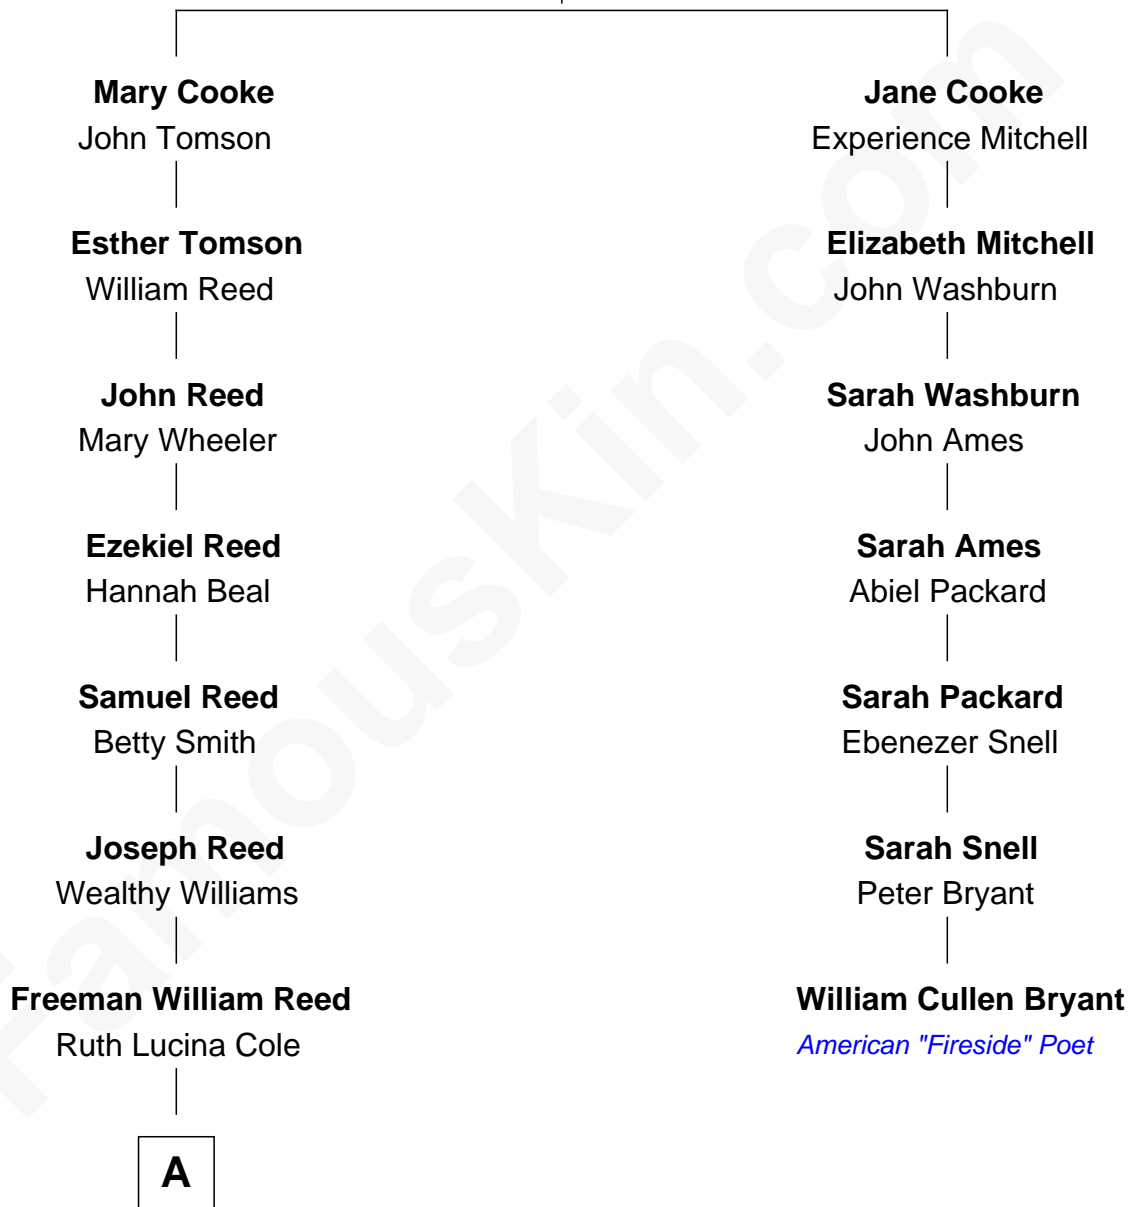 Mary Cooke
John Tomson
Esther Tomson
William Reed
John Reed
Mary Wheeler
Ezekiel Reed
Hannah Beal
Samuel Reed
Betty Smith
Joseph Reed
Wealthy Williams
Freeman William Reed
Ruth Lucina Cole
A
Jane Cooke
Experience Mitchell
Elizabeth Mitchell
John Washburn
Sarah Washburn
John Ames
Sarah Ames
Abiel Packard
Sarah Packard
Ebenezer Snell
Sarah Snell
Peter Bryant
William Cullen Bryant
American "Fireside" Poet
FamousKin.com